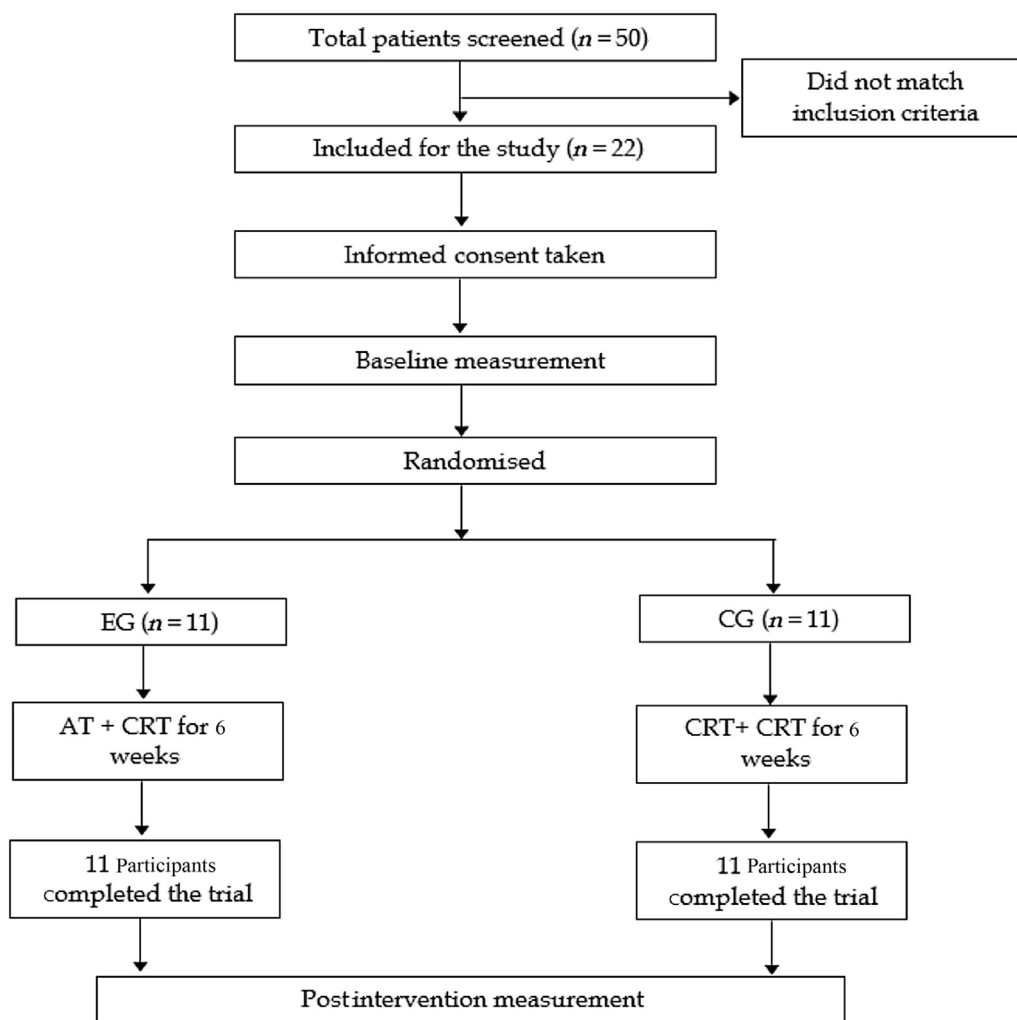 Total patients screened (n = 50)
Did not match
inclusion criteria
Included for the study (n = 22)
Informed consent taken
Baseline measurement
Randomised
EG (n = 11)
CG (n = 11)
AT + CRT for 6
weeks
CRT+ CRT for 6
weeks
11 Participants
completed the trial
11 Participants
completed the trial
Post intervention measurement